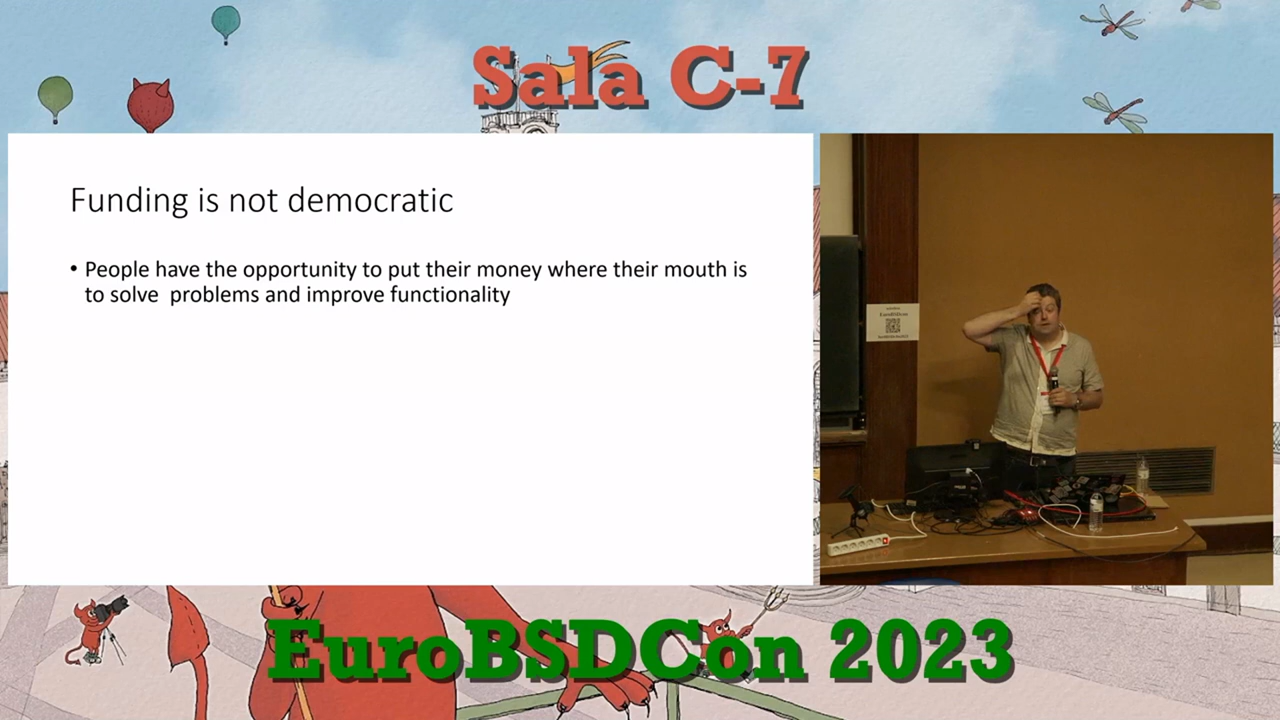 Sala C-7
Funding is not democratic
• People have the opportunity to put their money where their mouth is
to solve  problems and improve functionality
EuroBSDCon
EuroBSDCon 2023